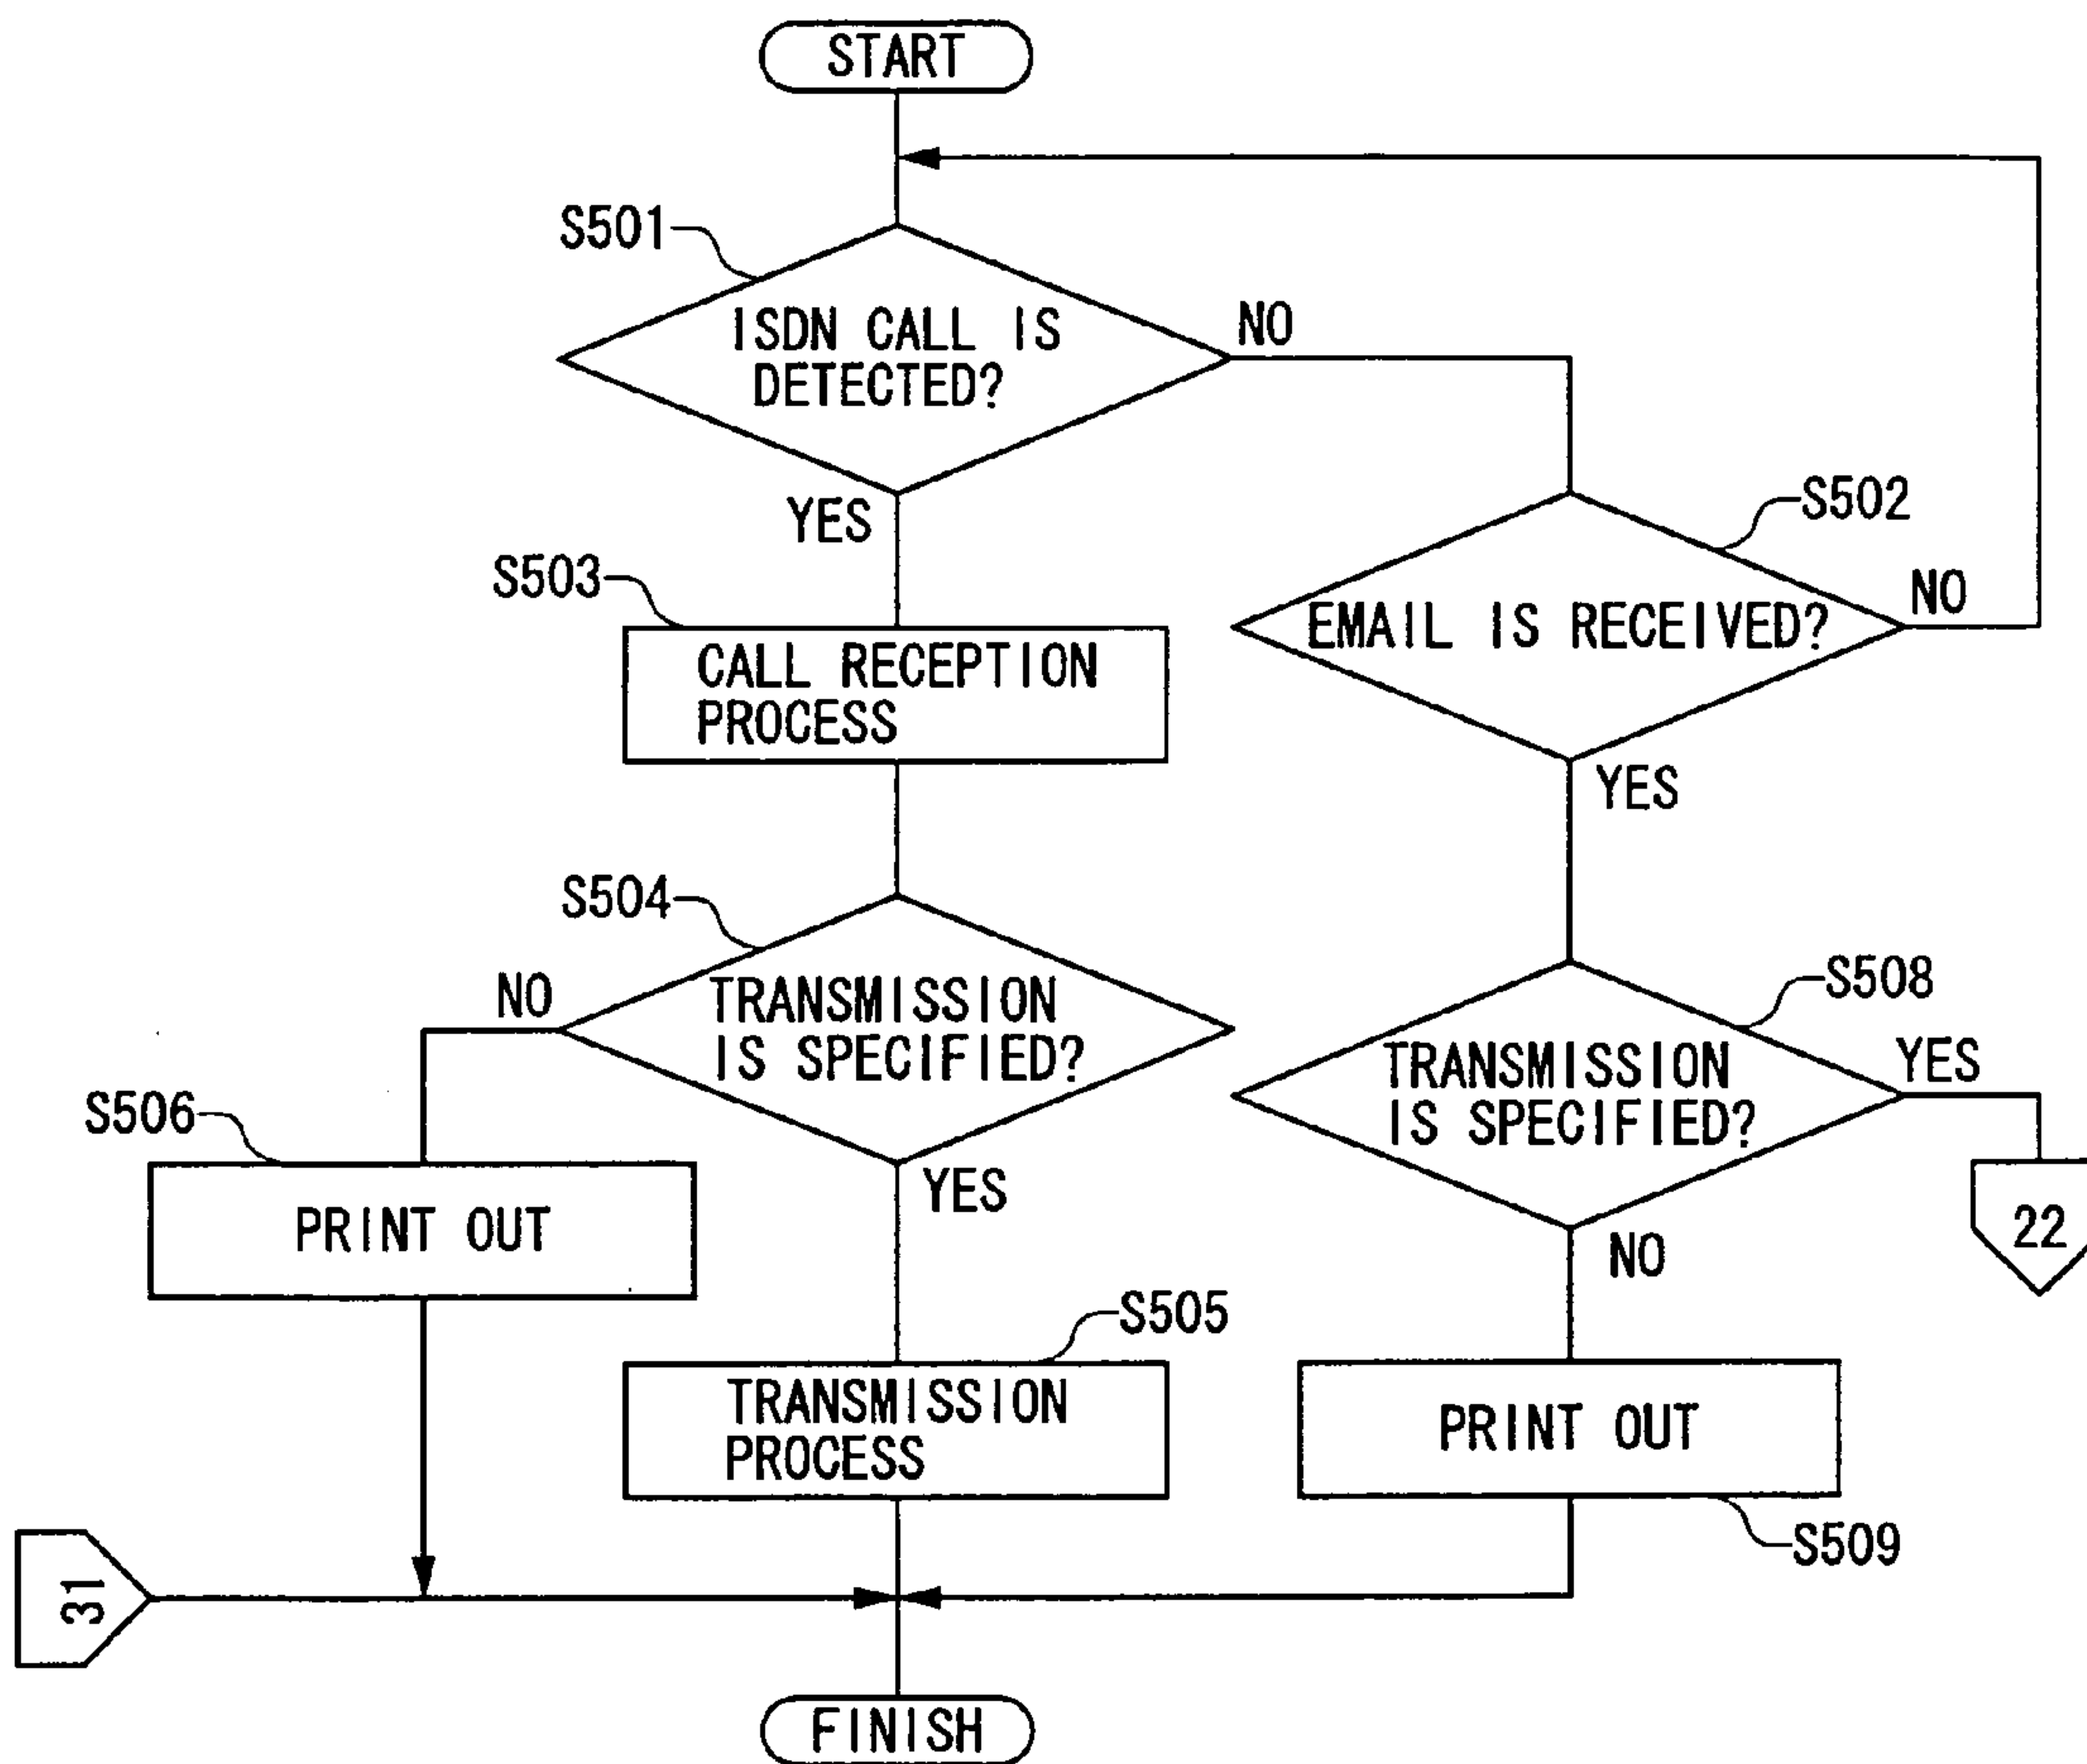 START
S501
ISDN CALL IS
DETECTED?
NO
YES
S502
EMAIL IS RECEIVED?
NO
YES
S503
CALL RECEPTION
PROCESS
S504
TRANSMISSION
IS SPECIFIED?
NO
YES
S508
TRANSMISSION
IS SPECIFIED?
YES
NO
22
S506
PRINT OUT
S505
TRANSMISSION
PROCESS
PRINT OUT
S509
31
FINISH